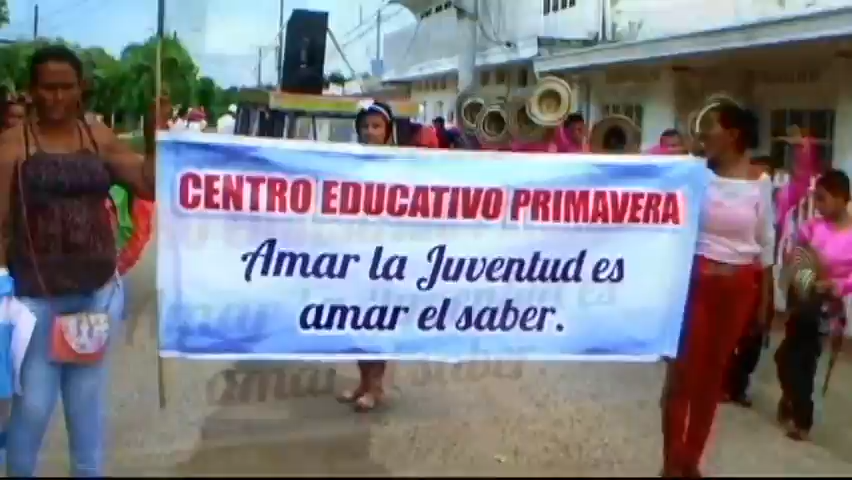 CENTRO EDUCATIVO PRIMAVERA
Amar la Juventud es
amar el saber.